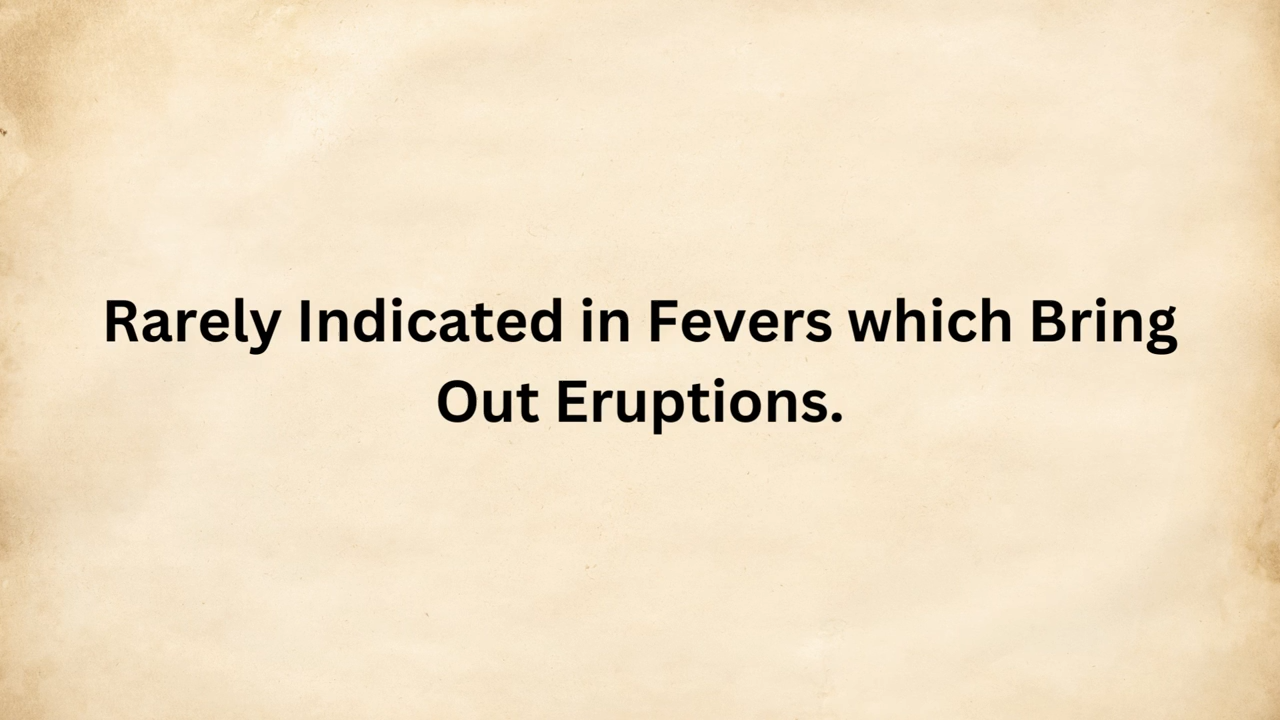 Rarely Indicated in Fevers which Bring
Out Eruptions.